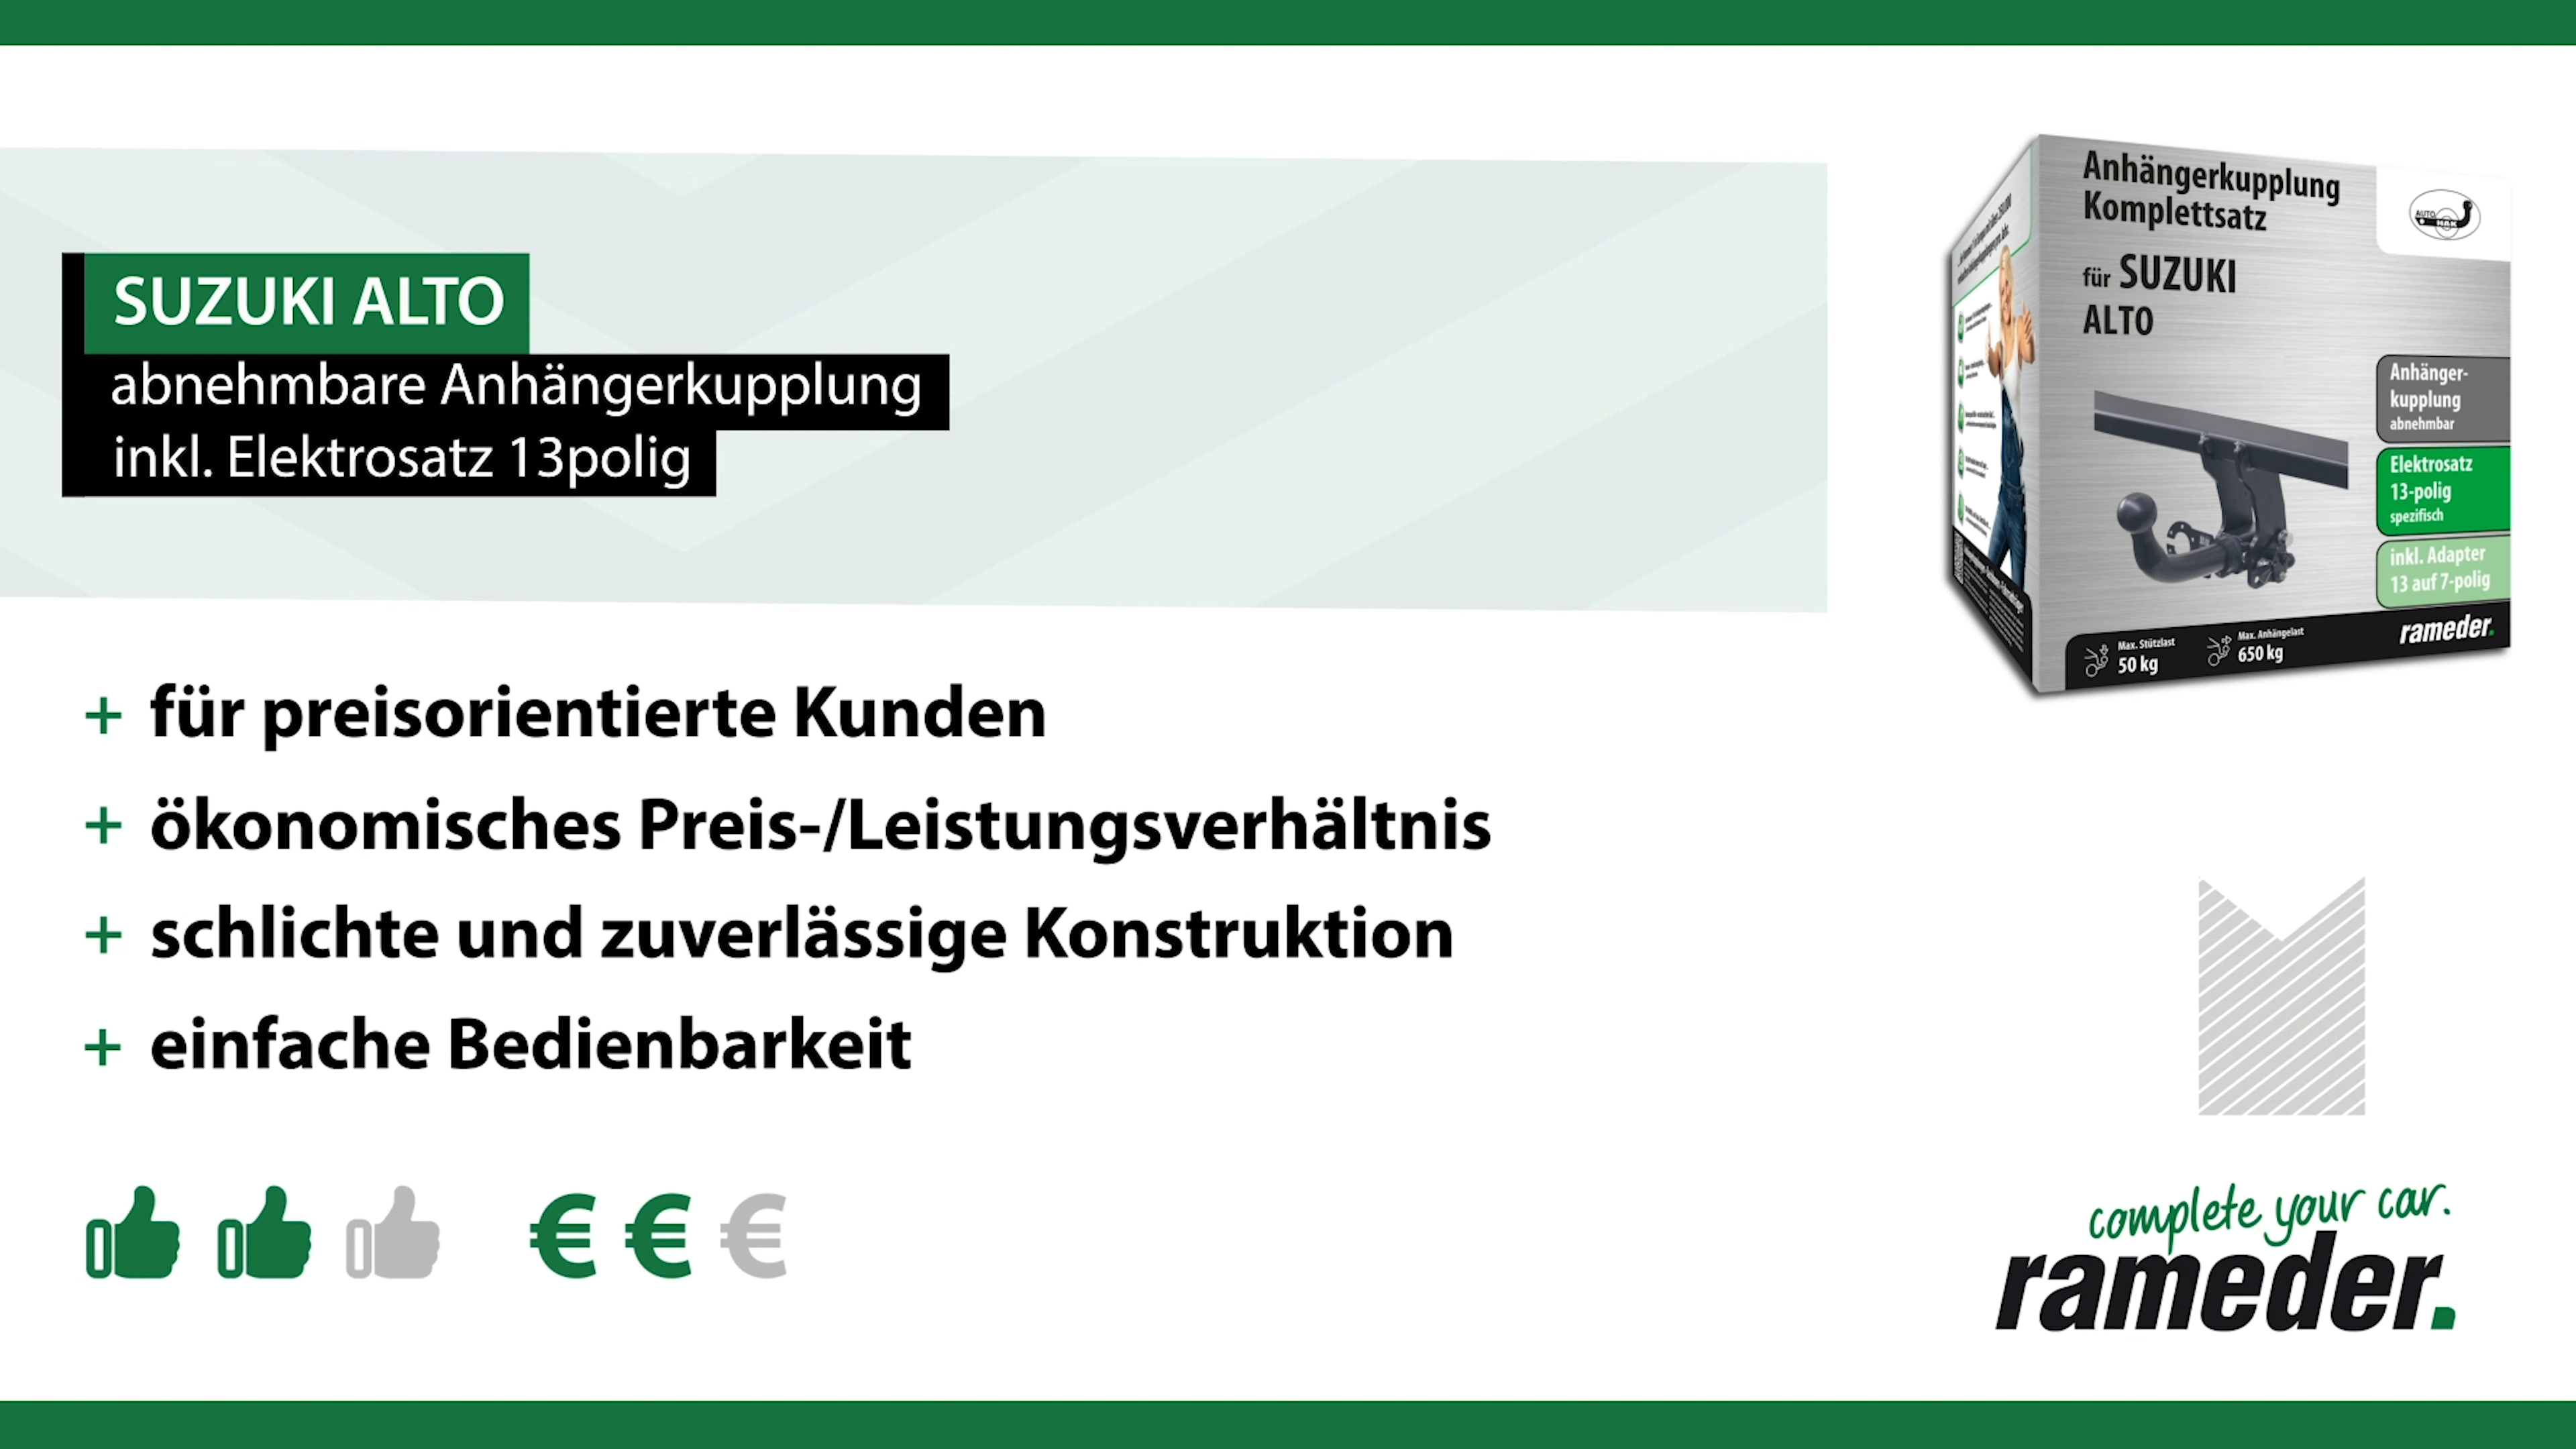 SUZUKI ALTO
abnehmbare Anhängerkupplung
inkl. Elektrosatz 13polig
+ für preisorientierte Kunden
+ ökonomisches Preis-/Leistungsverhältnis
+ schlichte und zuverlässige Konstruktion
+ einfache Bedienbarkeit
€ € €
Anhängerkupplung
Komplettsatz
für SUZUKI
ALTO
AUTO
HAK
Anhänger-
kupplung
abnehmbar
Elektrosatz
13-polig
spezifisch
inkl. Adapter
13 auf 7-polig
Max. Stützlast
50 kg
Max. Anhängelast
650 kg
rameder.
complete your car.
rameder.